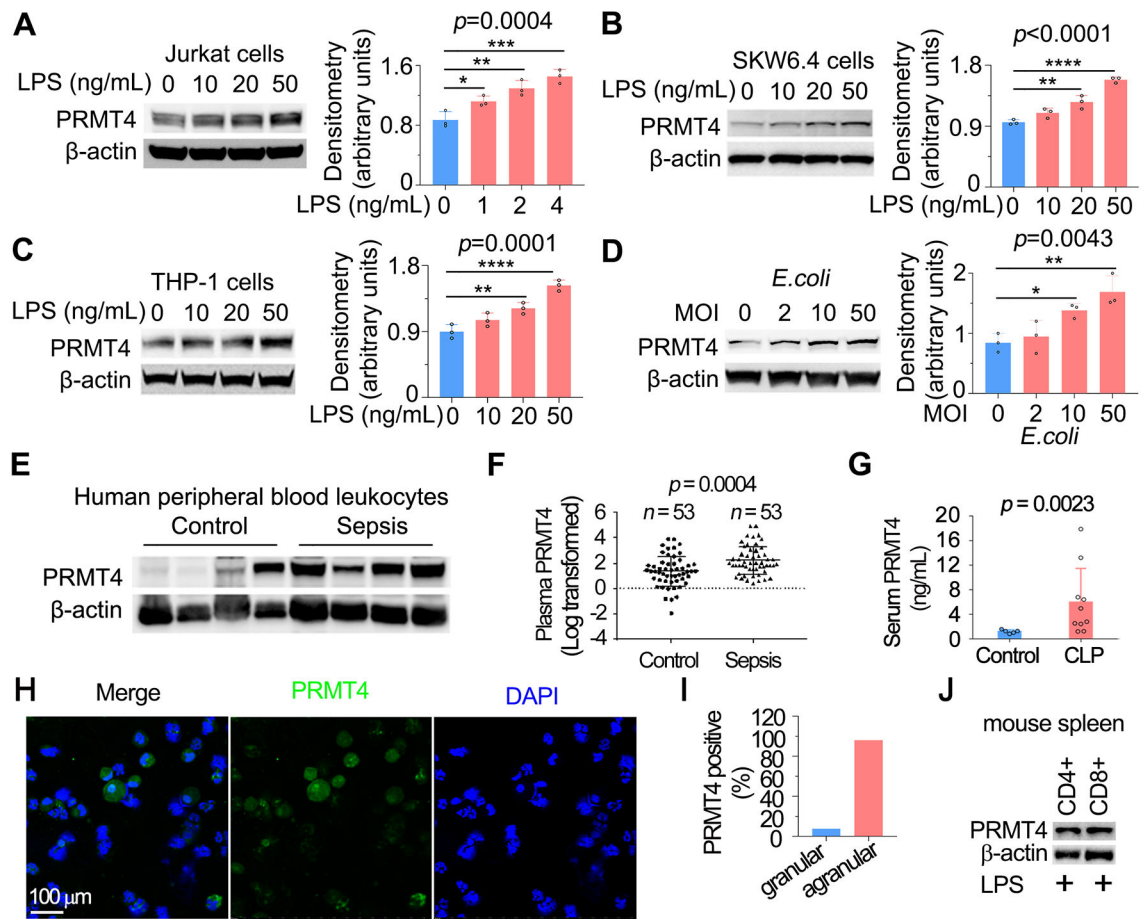 A
Jurkat cells
LPS (ng/mL) 0 10 20 50
PRMT4
β-actin
p=0.0004
***
**
*
Densitometry
(arbitrary units)
1.6
0.8
0
LPS (ng/mL) 0 1 2 4
B
SKW6.4 cells
LPS (ng/mL) 0 10 20 50
PRMT4
β-actin
p<0.0001
****
**
Densitometry
(arbitrary units)
1.8
0.9
0
LPS (ng/mL) 0 10 20 50
C
THP-1 cells
LPS (ng/mL) 0 10 20 50
PRMT4
β-actin
p=0.0001
****
**
Densitometry
(arbitrary units)
1.8
0.9
0
LPS (ng/mL) 0 10 20 50
D
E.coli
MOI 0 2 10 50
PRMT4
β-actin
p=0.0043
**
*
Densitometry
(arbitrary units)
2
1
0
MOI 0 2 10 50
E.coli
E
Human peripheral blood leukocytes
Control Sepsis
PRMT4
β-actin
F
p = 0.0004
n = 53 n = 53
Plasma PRMT4
(Log transformed)
6
4
2
0
-2
-4
Control Sepsis
G
p = 0.0023
Serum PRMT4
(ng/mL)
20
16
12
8
4
0
Control CLP
H
Merge PRMT4 DAPI
100 μm
I
PRMT4 positive
(%)
120
100
80
60
40
20
0
granular agranular
J
mouse spleen
CD4+ CD8+
PRMT4
β-actin
LPS + +